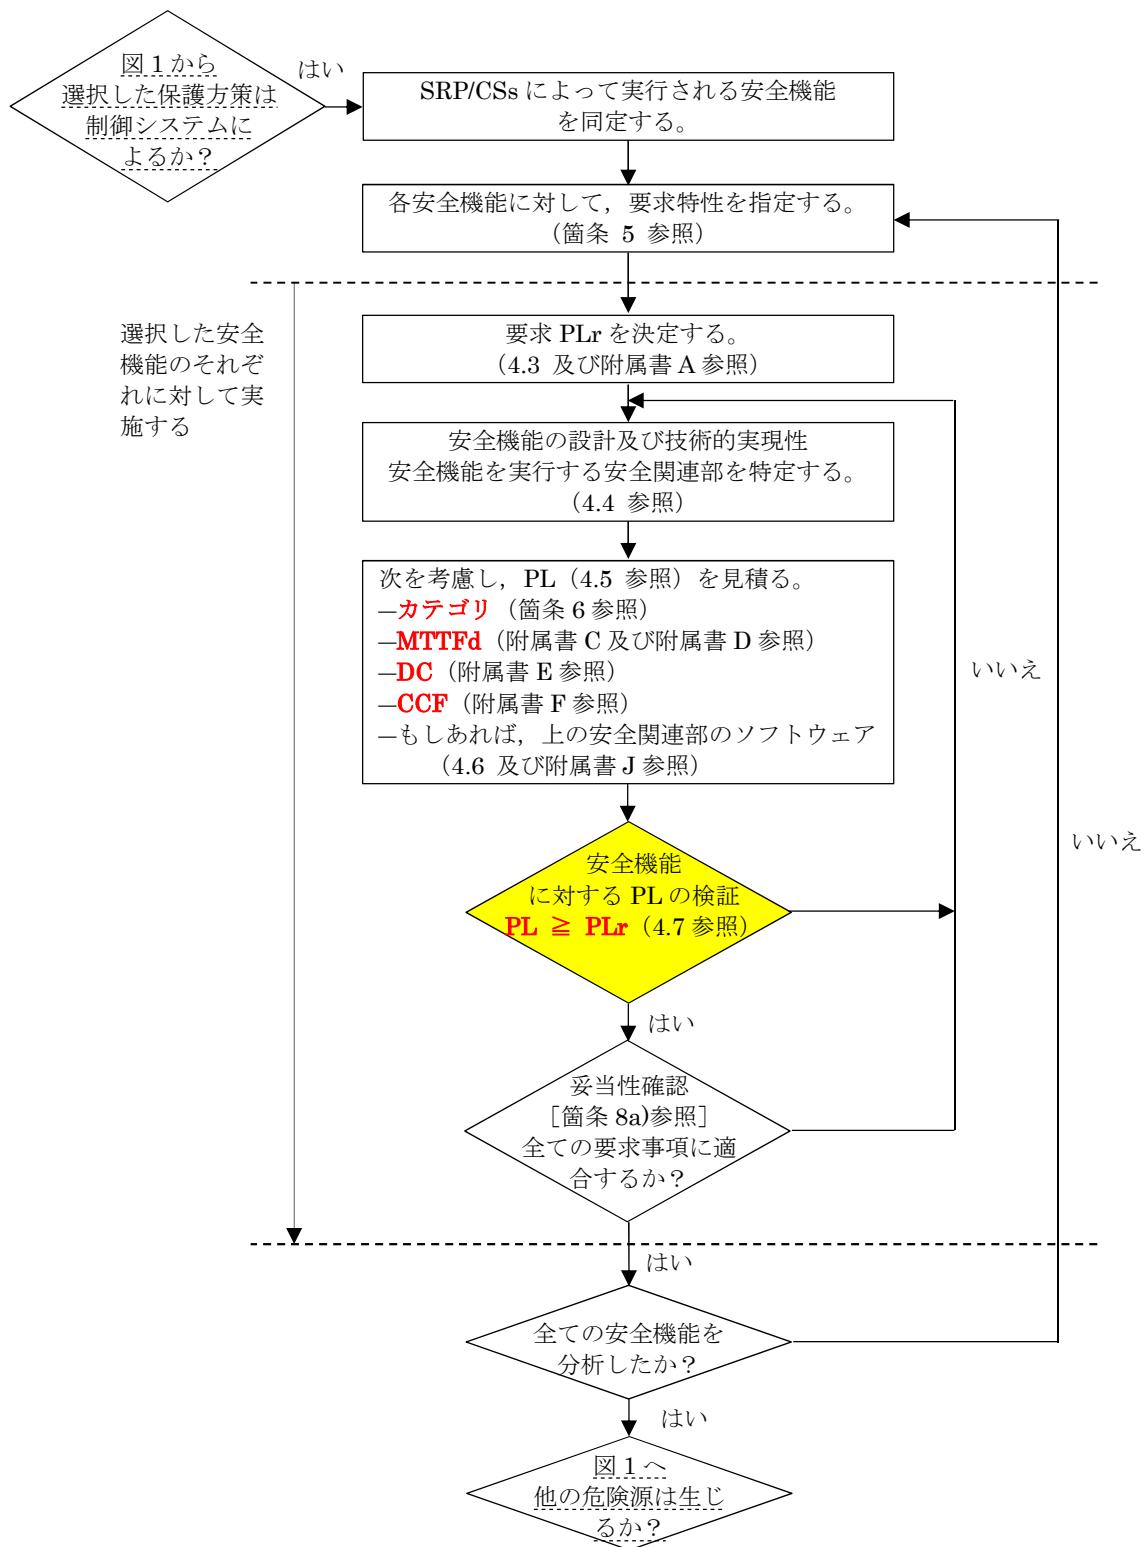 図1から
選択した保護方策は
制御システムに
よるか？
はい
SRP/CSs によって実行される安全機能
を同定する。
各安全機能に対して，要求特性を指定する。
（箇条 5 参照）
選択した安全
機能のそれぞ
れに対して実
施する
要求 PLr を決定する。
（4.3 及び附属書 A 参照）
安全機能の設計及び技術的実現性
安全機能を実行する安全関連部を特定する。
（4.4 参照）
次を考慮し，PL（4.5 参照）を見積る。
―カテゴリ（箇条 6 参照）
―MTTFd（附属書 C 及び附属書 D 参照）
―DC（附属書 E 参照）
―CCF（附属書 F 参照）
―もしあれば，上の安全関連部のソフトウェア
（4.6 及び附属書 J 参照）
いいえ
いいえ
安全機能
に対する PL の検証
PL ≧ PLr（4.7 参照）
はい
妥当性確認
［箇条 8a)参照］
全ての要求事項に適
合するか？
はい
全ての安全機能を
分析したか？
はい
図1へ
他の危険源は生じ
るか？